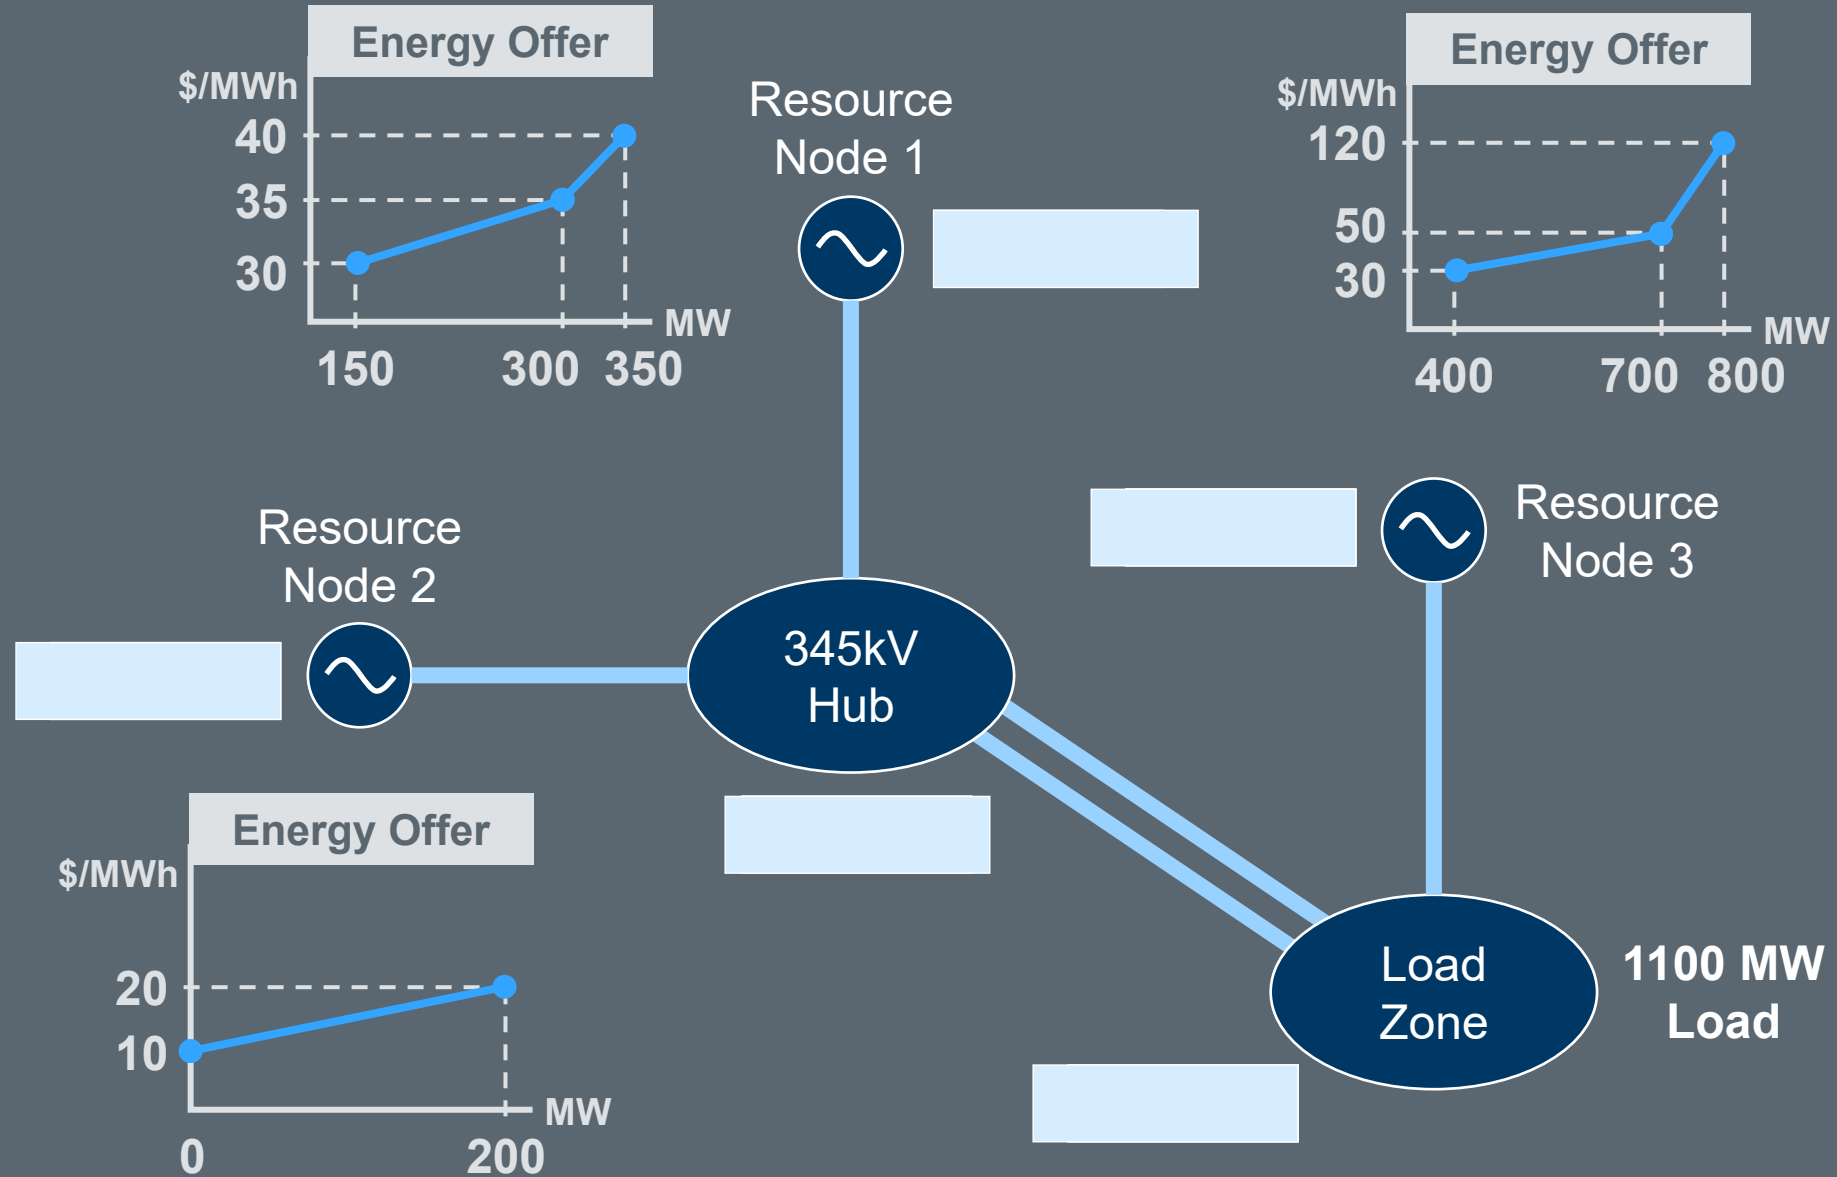 Energy Offer
$/MWh
40
35
30
MW
150 300 350
Resource
Node 1
Energy Offer
$/MWh
120
50
30
MW
400 700 800
Resource
Node 2
345kV
Hub
Resource
Node 3
Energy Offer
$/MWh
20
10
MW
0 200
Load
Zone
1100 MW
Load